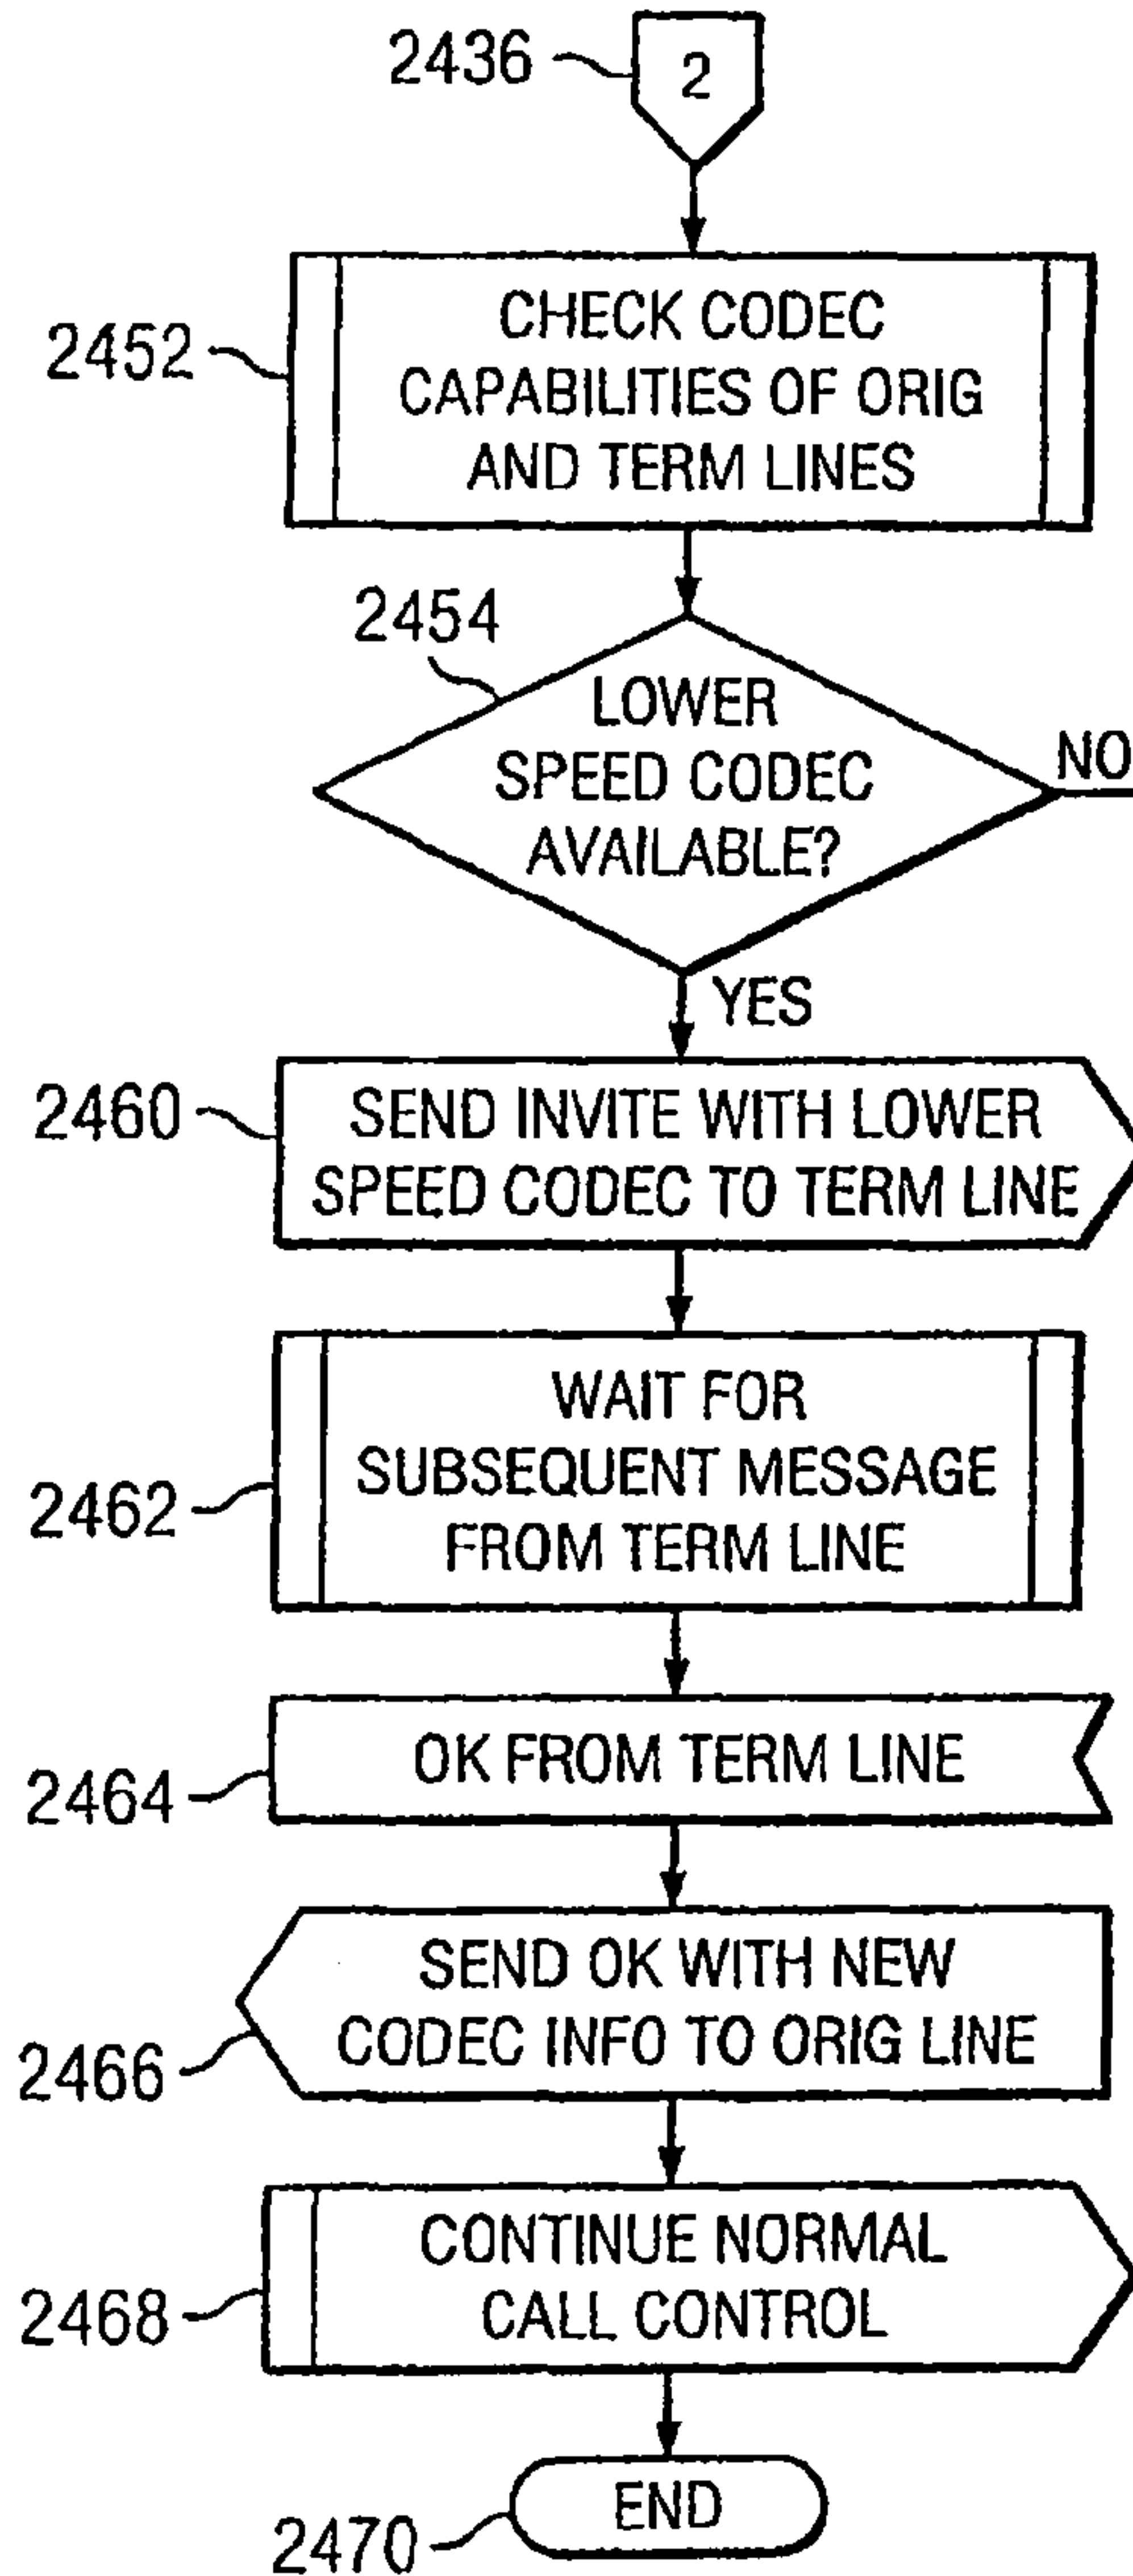 2436
2
2452
CHECK CODEC
CAPABILITIES OF ORIG
AND TERM LINES
2454
LOWER
SPEED CODEC
AVAILABLE?
NO
YES
2460
SEND INVITE WITH LOWER
SPEED CODEC TO TERM LINE
2462
WAIT FOR
SUBSEQUENT MESSAGE
FROM TERM LINE
2464
OK FROM TERM LINE
2466
SEND OK WITH NEW
CODEC INFO TO ORIG LINE
2468
CONTINUE NORMAL
CALL CONTROL
2470
END